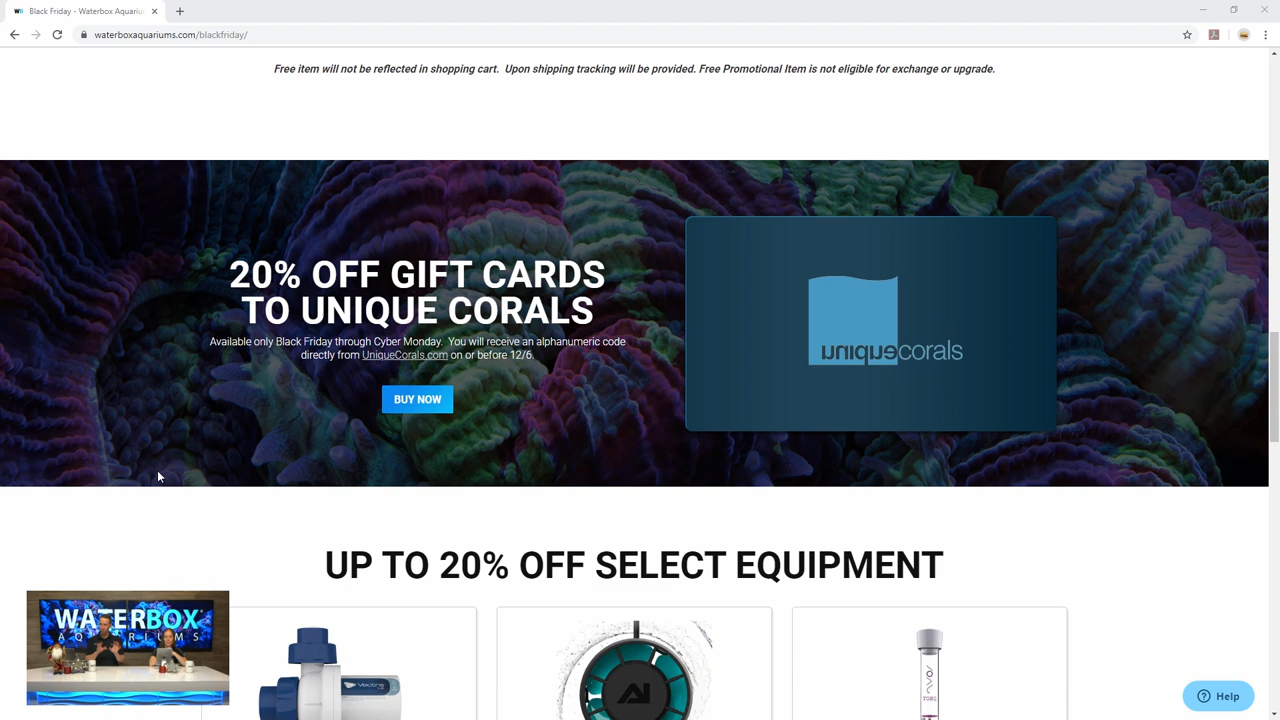 Black Friday - Waterbox Aquariu
waterboxaquariums.com/blackfriday/
Free item will not be reflected in shopping cart. Upon shipping tracking will be provided. Free Promotional Item is not eligible for exchange or upgrade.
20% OFF GIFT CARDS
TO UNIQUE CORALS
Available only Black Friday through Cyber Monday. You will receive an alphanumeric code
directly from UniqueCorals.com on or before 12/6.
BUY NOW
uniquecorals
UP TO 20% OFF SELECT EQUIPMENT
WATERBOX
AQUARIUMS
Vectra
AI
Help